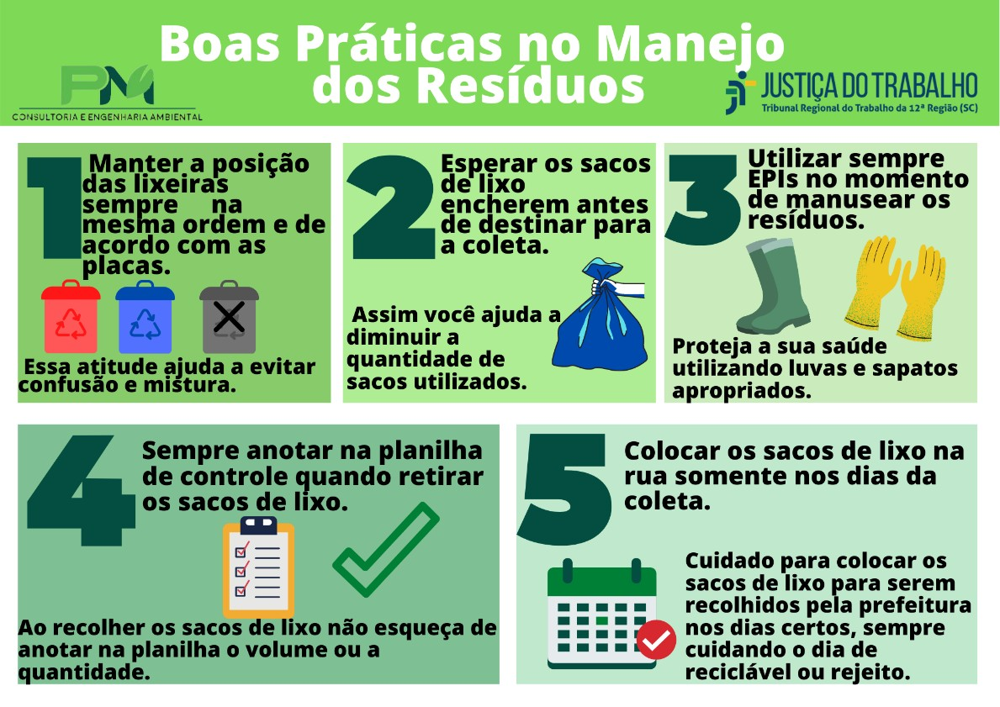 Boas Práticas no Manejo
dos Resíduos
PM
CONSULTORIA E ENGENHARIA AMBIENTAL
JUSTIÇA DO TRABALHO
Tribunal Regional do Trabalho da 12ª Região (SC)
1
Manter a posição
das lixeiras
sempre na
mesma ordem e de
acordo com as
placas.
Essa atitude ajuda a evitar
confusão e mistura.
2
Esperar os sacos
de lixo
encherem antes
de destinar para
a coleta.
Assim você ajuda a
diminuir a
quantidade de
sacos utilizados.
3
Utilizar sempre
EPIs no momento
de manusear os
resíduos.
Proteja a sua saúde
utilizando luvas e sapatos
apropriados.
4
Sempre anotar na planilha
de controle quando retirar
os sacos de lixo.
Ao recolher os sacos de lixo não esqueça de
anotar na planilha o volume ou a
quantidade.
5
Colocar os sacos de lixo na
rua somente nos dias da
coleta.
Cuidado para colocar os
sacos de lixo para serem
recolhidos pela prefeitura
nos dias certos, sempre
cuidando o dia de
reciclável ou rejeito.